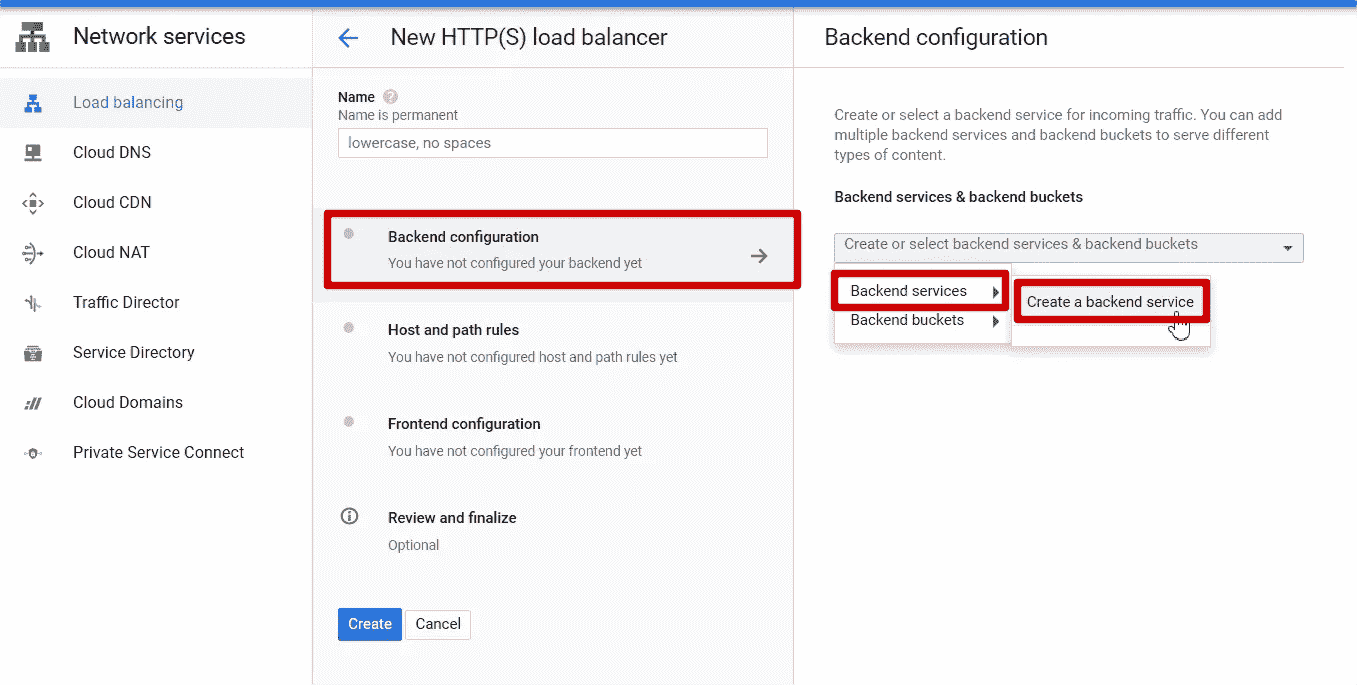 Network services
Load balancing
Cloud DNS
Cloud CDN
Cloud NAT
Traffic Director
Service Directory
Cloud Domains
Private Service Connect
New HTTP(S) load balancer
Name ?
Name is permanent
lowercase, no spaces
Backend configuration
You have not configured your backend yet
Host and path rules
You have not configured host and path rules yet
Frontend configuration
You have not configured your frontend yet
Review and finalize
Optional
Create
Cancel
Backend configuration
Create or select a backend service for incoming traffic. You can add
multiple backend services and backend buckets to serve different
types of content.
Backend services & backend buckets
Create or select backend services & backend buckets
Backend services
Backend buckets
Create a backend service